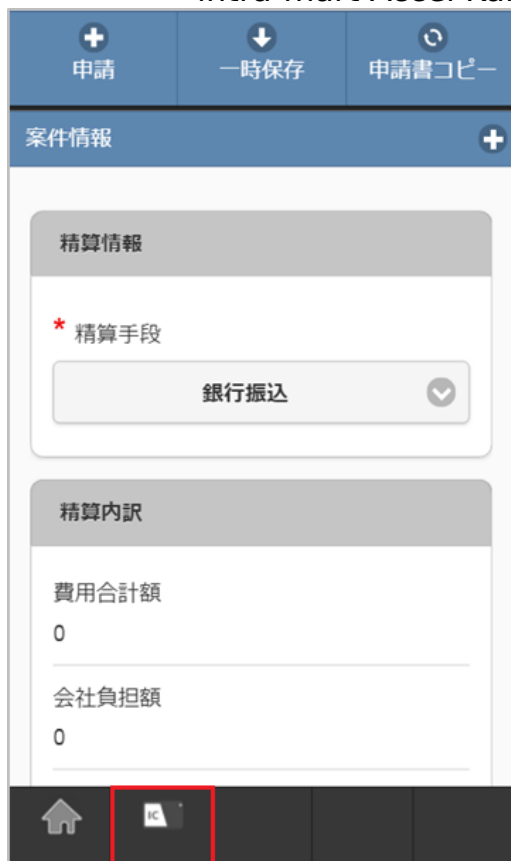 申請
一時保存
申請書コピー
案件情報
精算情報
* 精算手段
銀行振込
精算内訳
費用合計額
0
会社負担額
0
IC